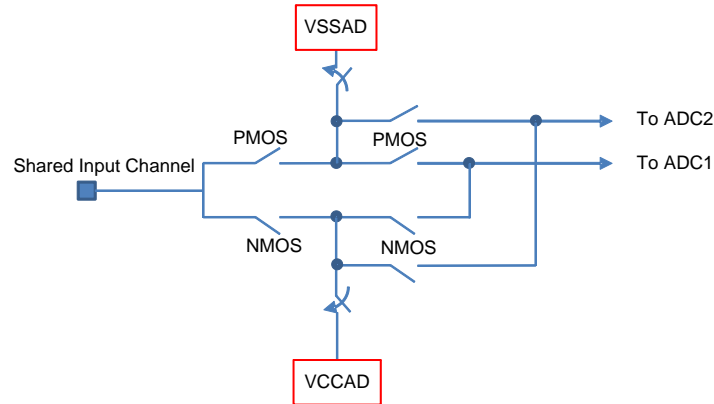 VSSAD
To ADC2
PMOS
PMOS
Shared Input Channel
To ADC1
NMOS
NMOS
VCCAD